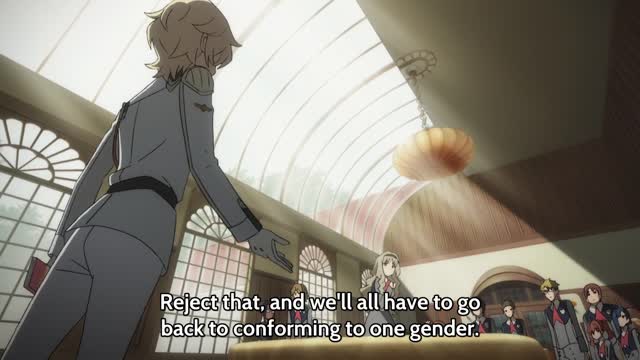 Reject that, and we'll all have to go
back to conforming to one gender.